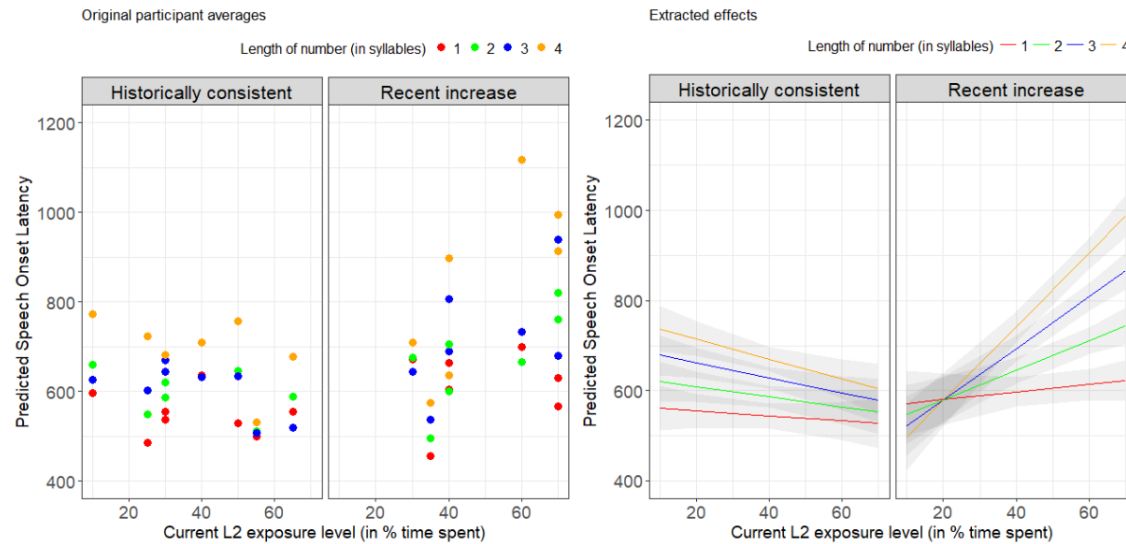 Original participant averages
Length of number (in syllables) 1 2 3 4
Historically consistent
Recent increase
Predicted Speech Onset Latency
1200
1000
800
600
400
20 40 60
20 40 60
Current L2 exposure level (in % time spent)
Extracted effects
Length of number (in syllables) 1 2 3 4
Historically consistent
Recent increase
Predicted Speech Onset Latency
1200
1000
800
600
400
20 40 60
20 40 60
Current L2 exposure level (in % time spent)